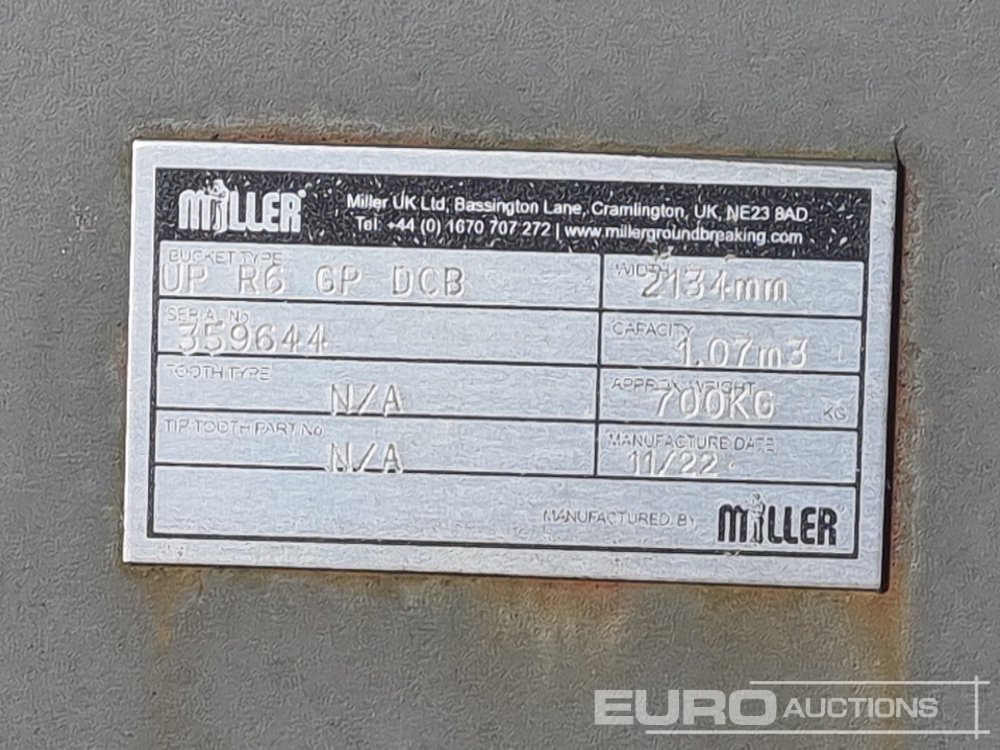 MILLER
Miller UK Ltd, Bassington Lane, Cramlington, UK, NE23 8AD.
Tel: +44 (0) 1670 707 272 | www.millergroundbreaking.com
BUCKET TYPE
UP R6 GP DCB
WIDTH
2134mm
SERIAL No.
359644
CAPACITY
1.07m3
TOOTH TYPE
N/A
APPROX WEIGHT
700KG KG
TIP TOOTH PART No.
N/A
MANUFACTURE DATE
11/22
MANUFACTURED BY MILLER
EURO AUCTIONS